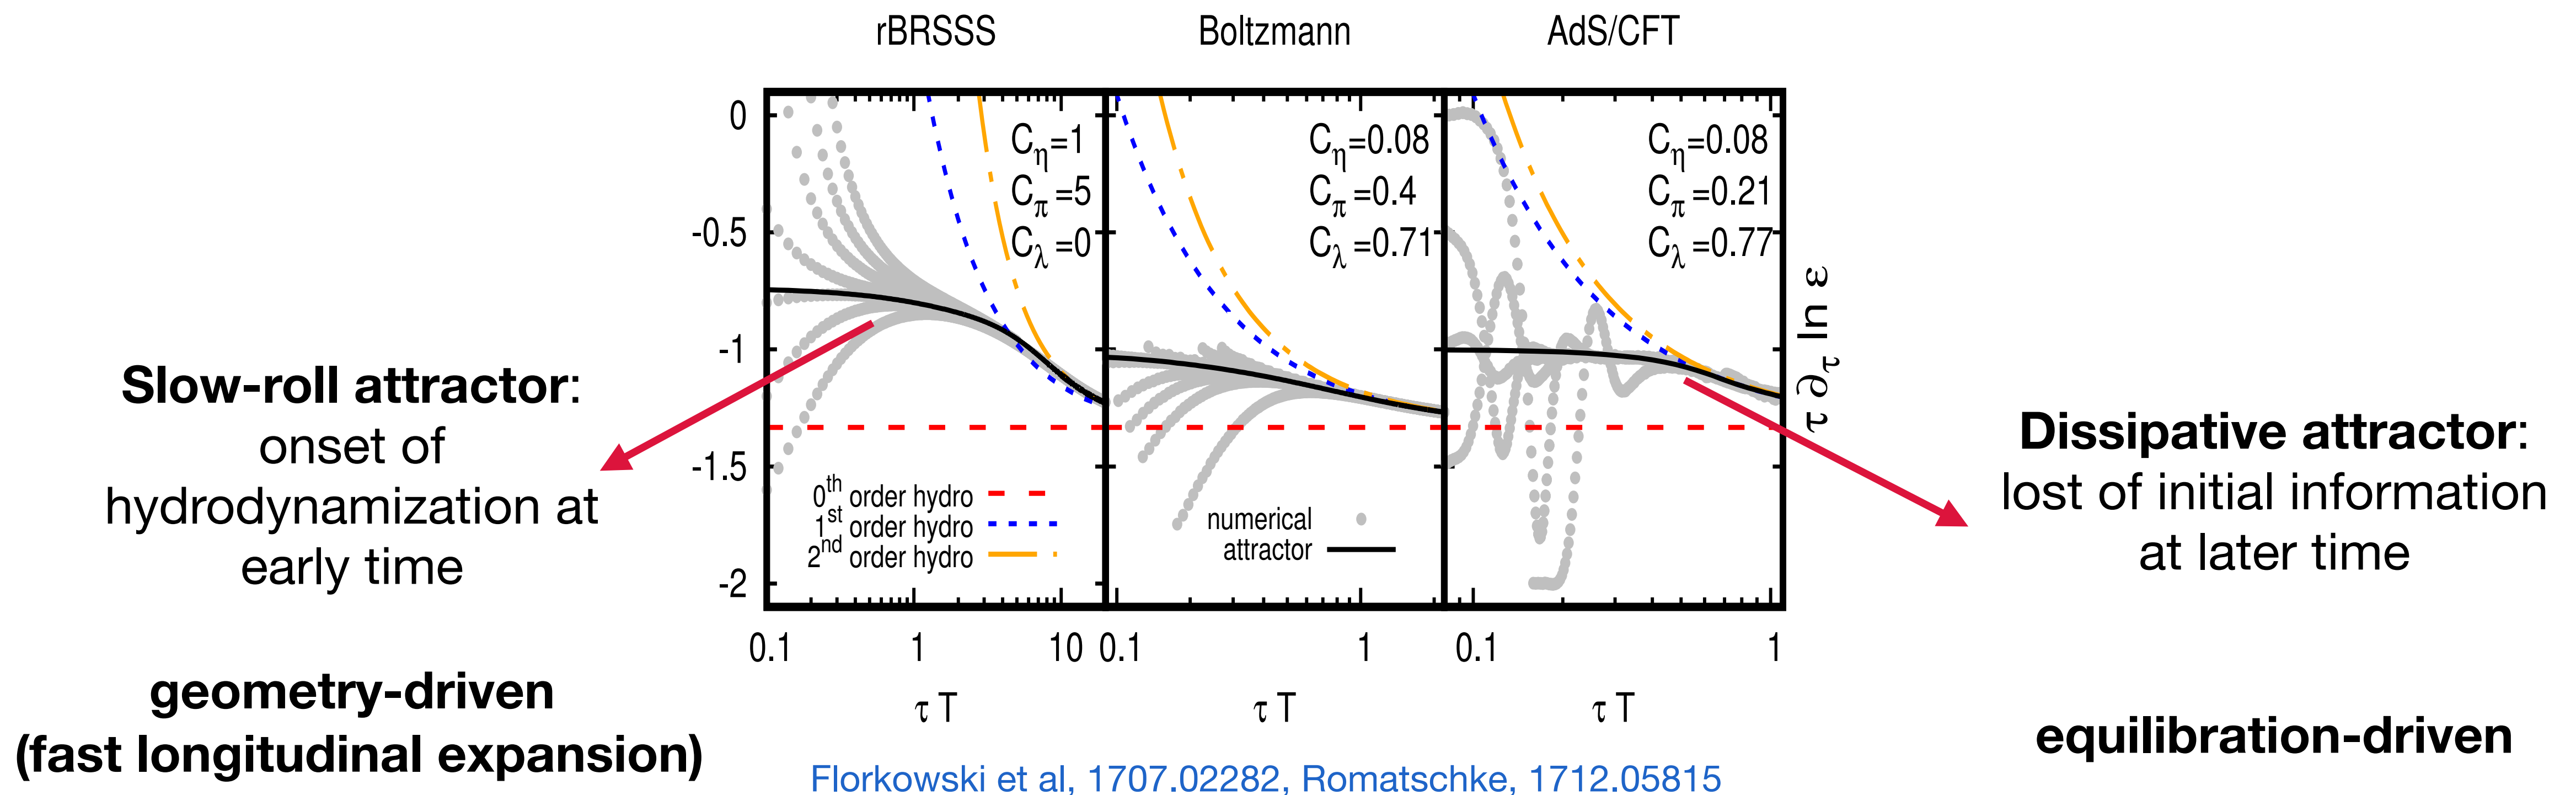 rBRSSS
Boltzmann
AdS/CFT
0
-0.5
-1
-1.5
-2
Cη=1
Cπ=5
Cλ=0
Cη=0.08
Cπ=0.4
Cλ=0.71
Cη=0.08
Cπ=0.21
Cλ=0.77
0th order hydro
1st order hydro
2nd order hydro
numerical
attractor
0.1 1 10
0.1 1
0.1 1
τ T
τ T
τ T
τ ∂τ ln ε
Slow-roll attractor:
onset of
hydrodynamization at
early time
geometry-driven
(fast longitudinal expansion)
Dissipative attractor:
lost of initial information
at later time
equilibration-driven
Florkowski et al, 1707.02282, Romatschke, 1712.05815